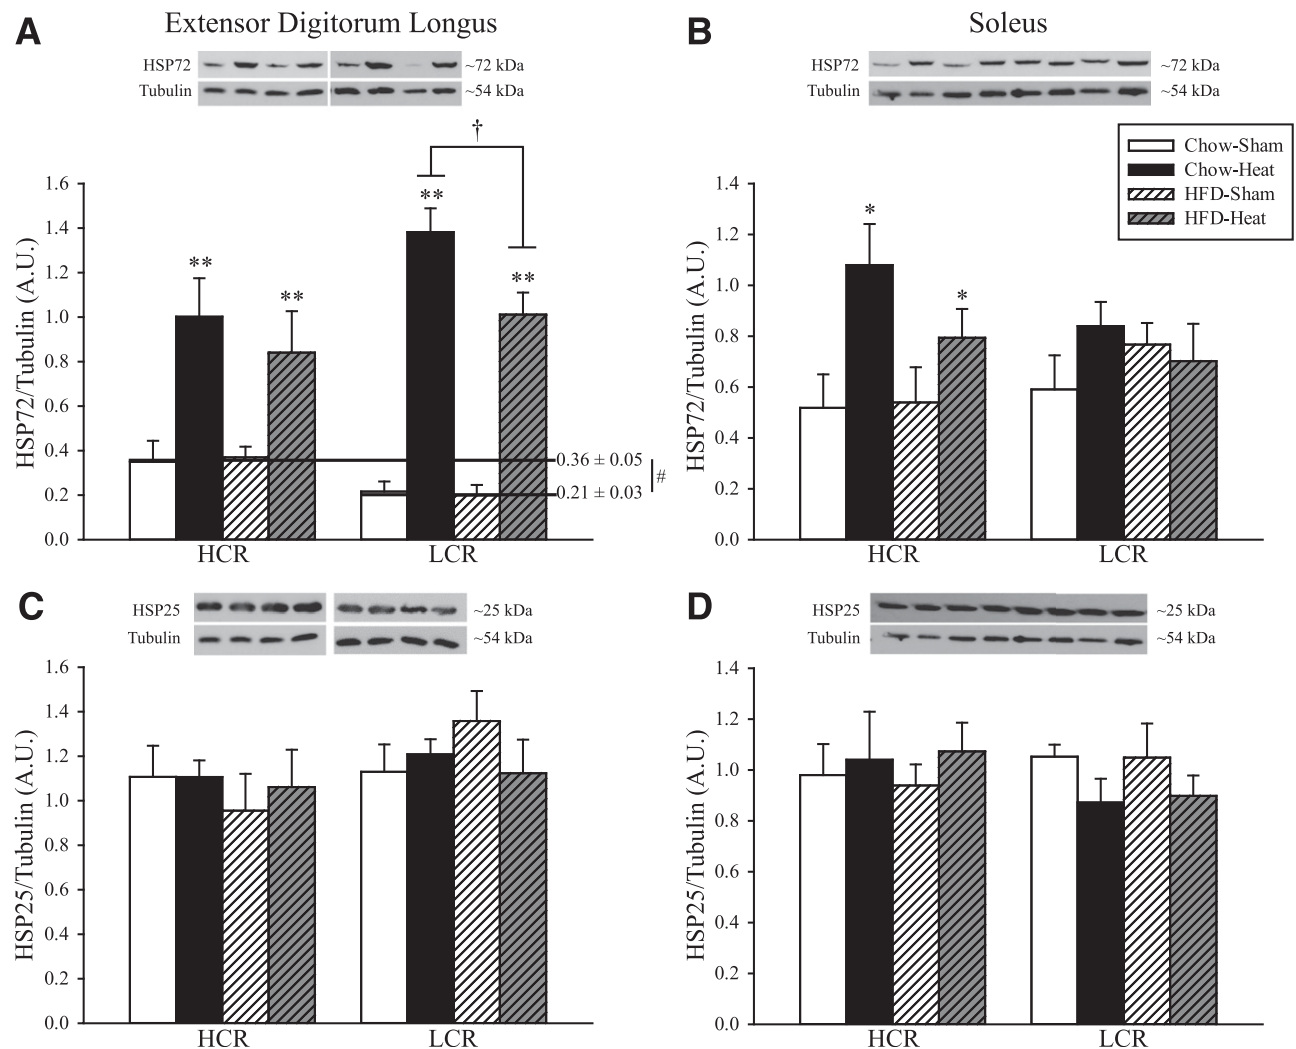 A
Extensor Digitorum Longus
HSP72
~72 kDa
Tubulin
~54 kDa
†
1.6
1.4
1.2
1.0
0.8
0.6
0.4
0.2
0.0
HSP72/Tubulin (A.U.)
**
**
**
**
0.36 ± 0.05
#
0.21 ± 0.03
HCR
LCR
B
Soleus
HSP72
~72 kDa
Tubulin
~54 kDa
Chow-Sham
Chow-Heat
HFD-Sham
HFD-Heat
1.4
1.2
1.0
0.8
0.6
0.4
0.2
0.0
HSP72/Tubulin (A.U.)
*
*
HCR
LCR
C
HSP25
~25 kDa
Tubulin
~54 kDa
1.6
1.4
1.2
1.0
0.8
0.6
0.4
0.2
0.0
HSP25/Tubulin (A.U.)
HCR
LCR
D
HSP25
~25 kDa
Tubulin
~54 kDa
1.4
1.2
1.0
0.8
0.6
0.4
0.2
0.0
HSP25/Tubulin (A.U.)
HCR
LCR